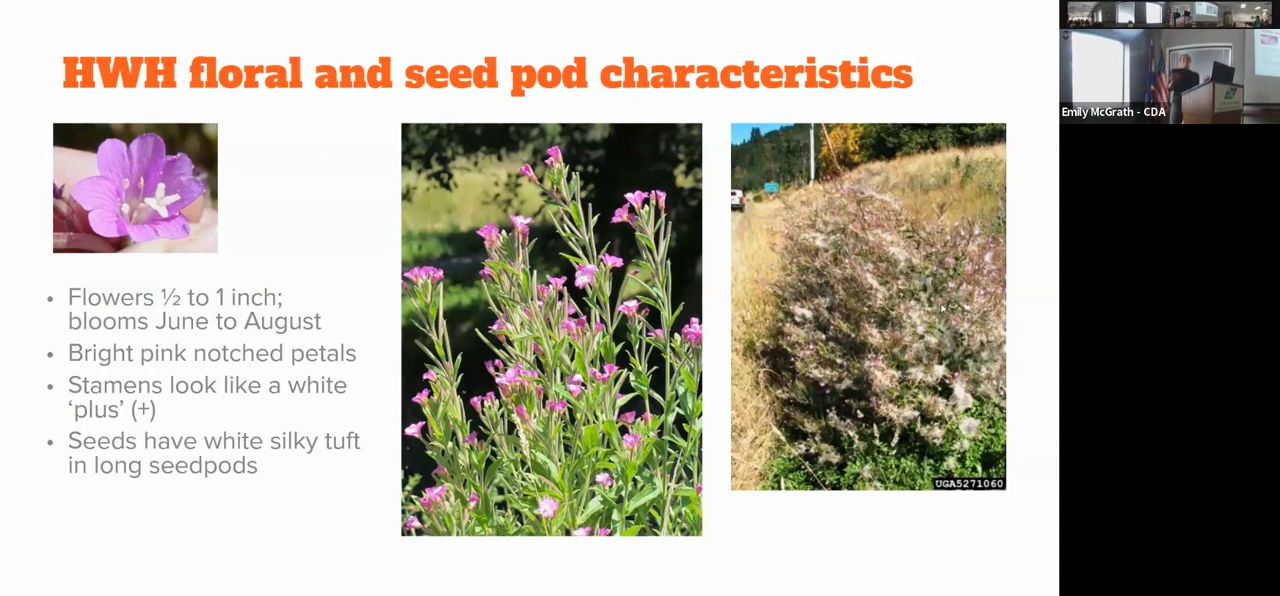 HWH floral and seed pod characteristics
• Flowers ½ to 1 inch;
blooms June to August
• Bright pink notched petals
• Stamens look like a white
‘plus’ (+)
• Seeds have white silky tuft
in long seedpods
UGA5271060
Emily McGrath - CDA